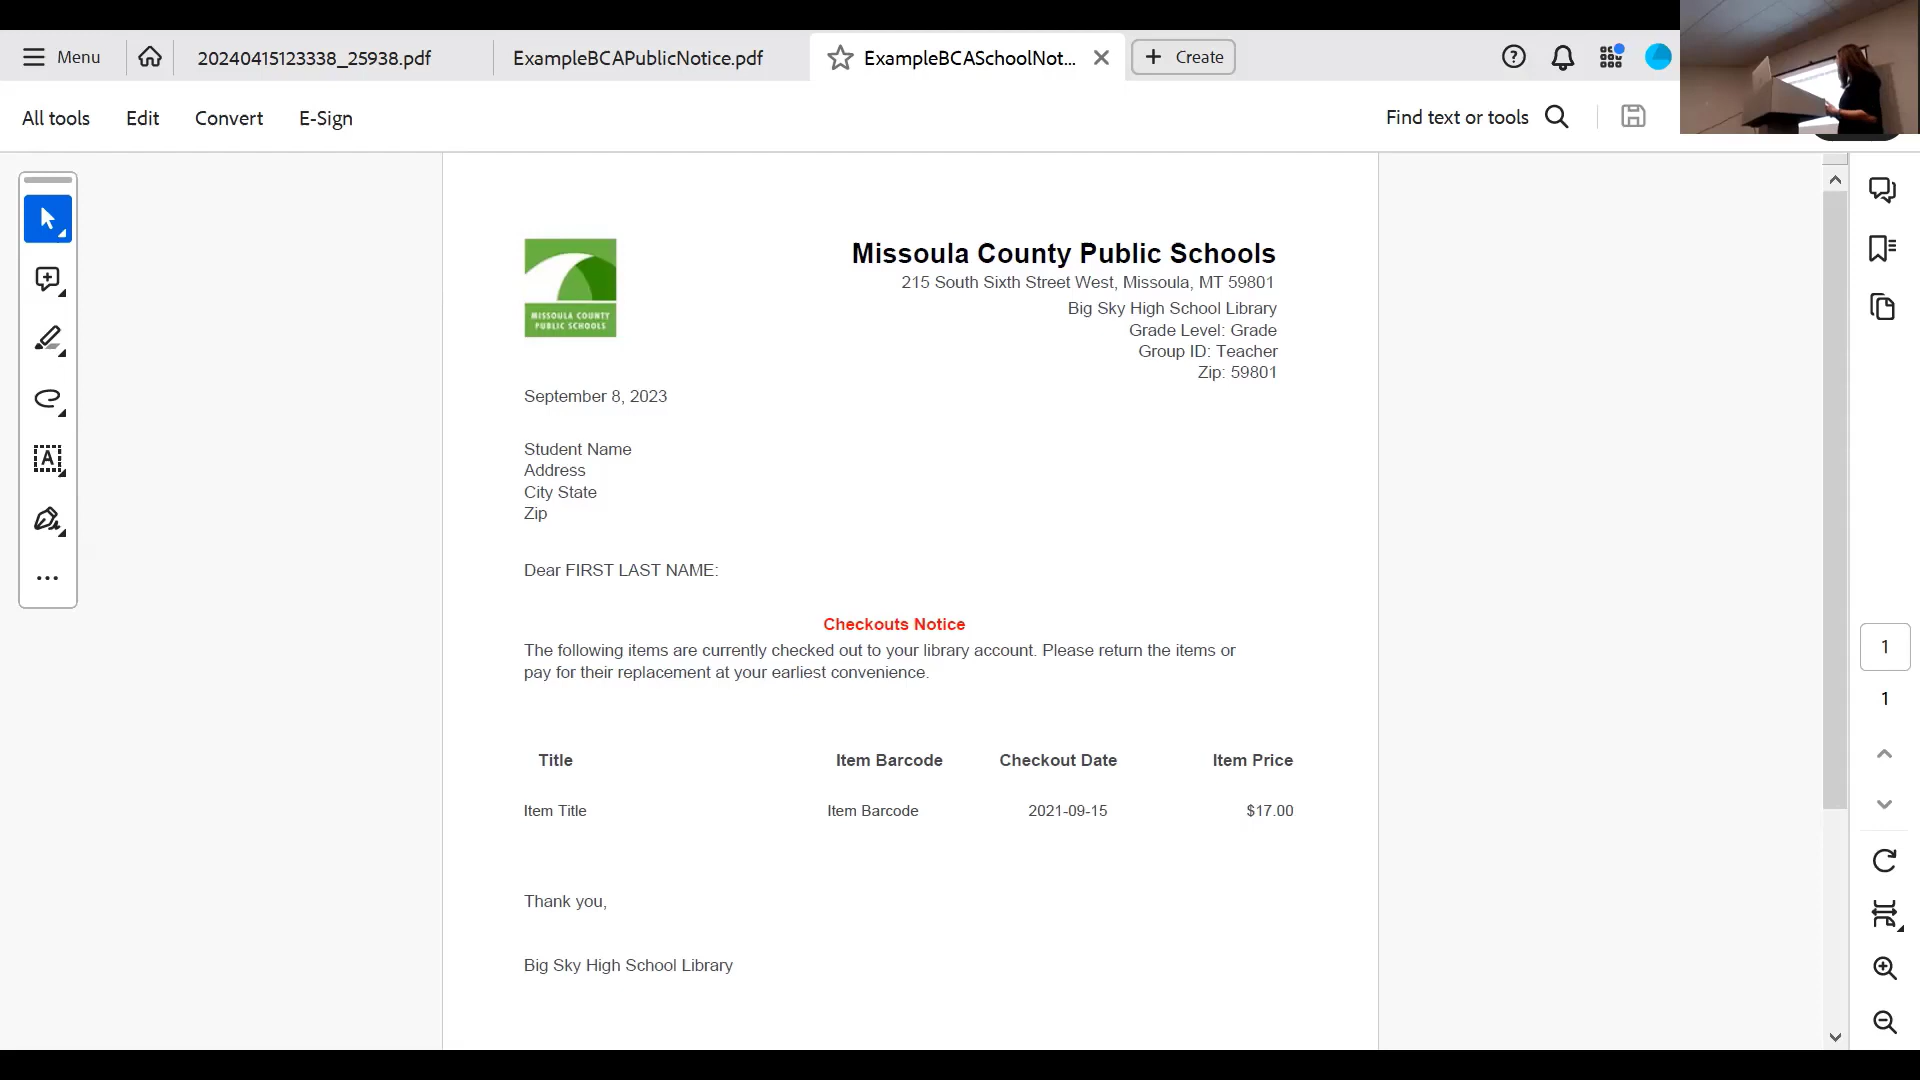 Menu
20240415123338_25938.pdf
ExampleBCAPublicNotice.pdf
ExampleBCASchoolNot...
Create
All tools
Edit
Convert
E-Sign
Find text or tools
MISSOULA COUNTY
PUBLIC SCHOOLS
Missoula County Public Schools
215 South Sixth Street West, Missoula, MT 59801
Big Sky High School Library
Grade Level: Grade
Group ID: Teacher
Zip: 59801
September 8, 2023
Student Name
Address
City State
Zip
Dear FIRST LAST NAME:
Checkouts Notice
The following items are currently checked out to your library account. Please return the items or
pay for their replacement at your earliest convenience.
Title Item Barcode Checkout Date Item Price
Item Title Item Barcode 2021-09-15 $17.00
Thank you,
Big Sky High School Library
1
1